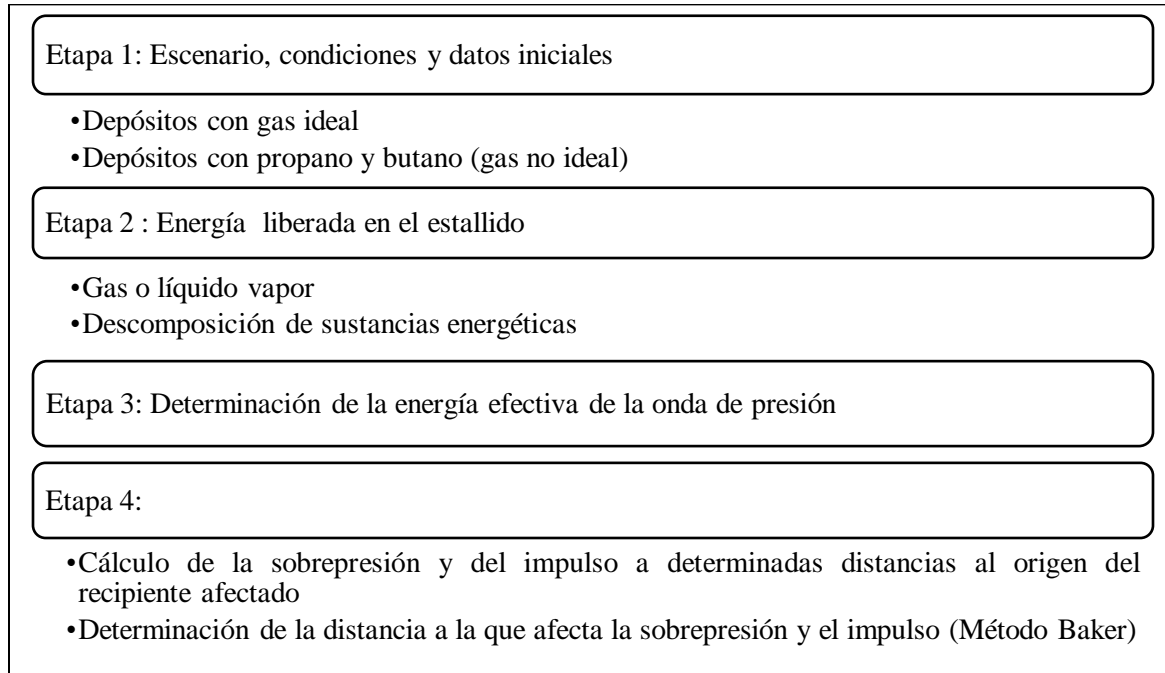 Etapa 1: Escenario, condiciones y datos iniciales
•Depósitos con gas ideal
•Depósitos con propano y butano (gas no ideal)
Etapa 2 : Energía liberada en el estallido
•Gas o líquido vapor
•Descomposición de sustancias energéticas
Etapa 3: Determinación de la energía efectiva de la onda de presión
Etapa 4:
•Cálculo de la sobrepresión y del impulso a determinadas distancias al origen del
recipiente afectado
•Determinación de la distancia a la que afecta la sobrepresión y el impulso (Método Baker)